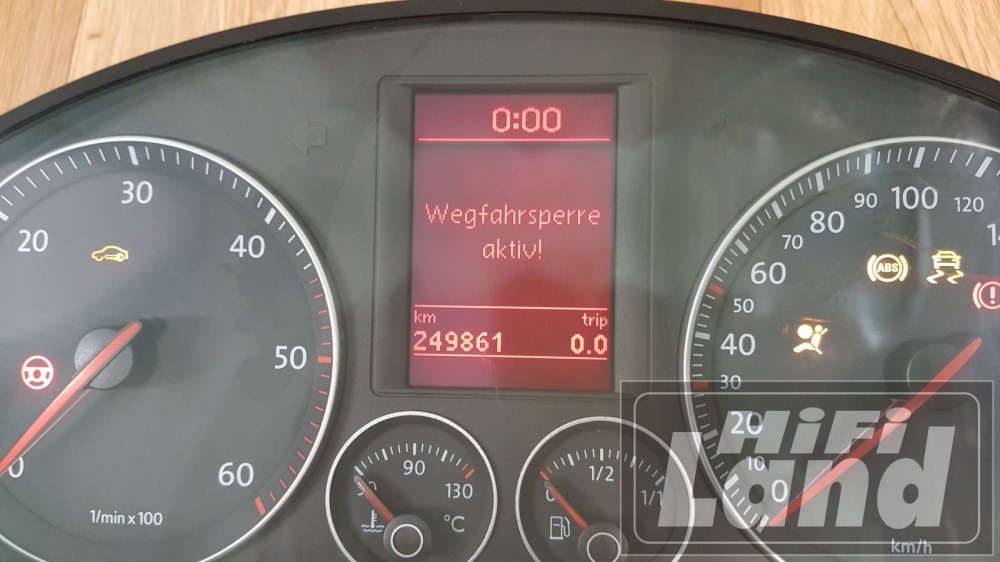 0:00
Wegfahrsperre
aktiv!
km trip
249861 0.0
0 20 30 40 50 60
1/min x 100
50 90 130
°C
0 1/2 1/1
0 10 20 30 40 50 60 70 80 90 100 120
ABS
km/h
HiFi
Land